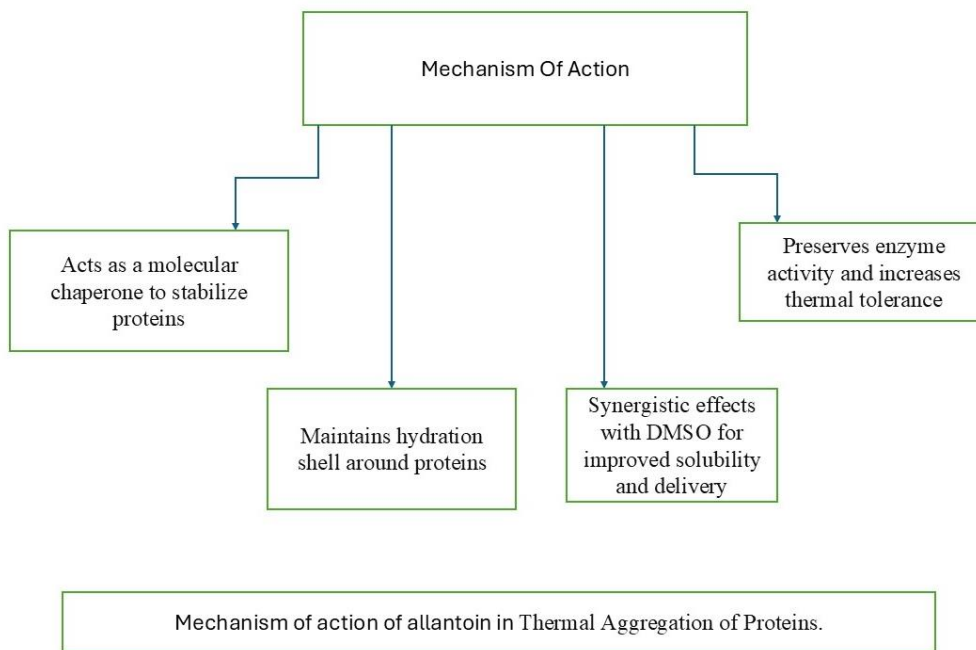 Mechanism Of Action
Acts as a molecular
chaperone to stabilize
proteins
Maintains hydration
shell around proteins
Synergistic effects
with DMSO for
improved solubility
and delivery
Preserves enzyme
activity and increases
thermal tolerance
Mechanism of action of allantoin in Thermal Aggregation of Proteins.